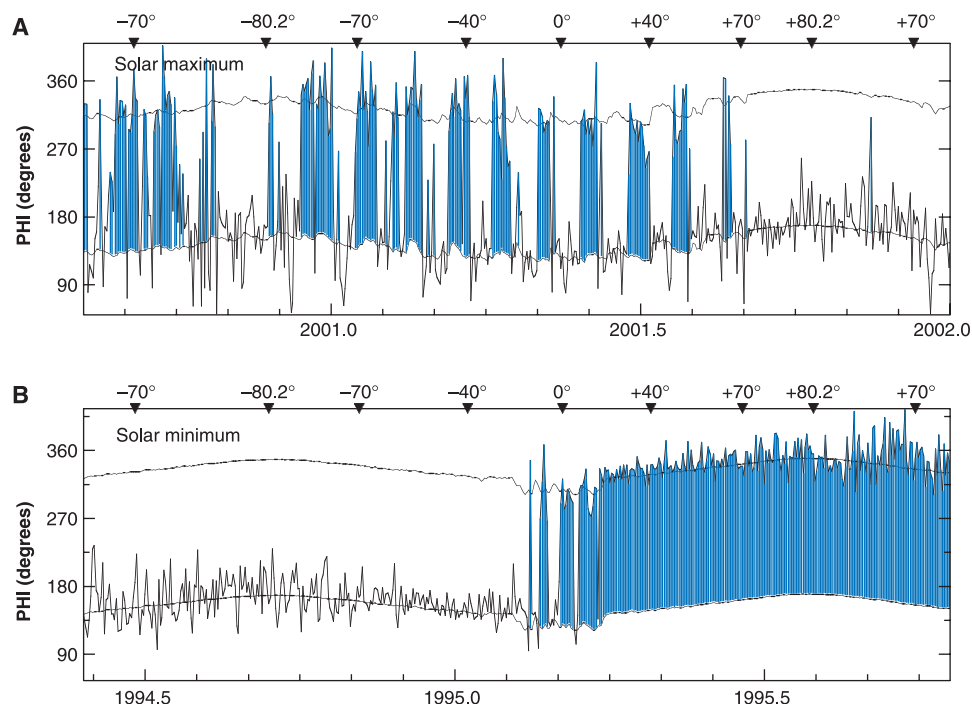 A
−70° −80.2° −70° −40° 0° +40° +70° +80.2° +70°
Solar maximum
PHI (degrees)
360
270
180
90
2001.0 2001.5 2002.0
B
−70° −80.2° −70° −40° 0° +40° +70° +80.2° +70°
Solar minimum
PHI (degrees)
360
270
180
90
1994.5 1995.0 1995.5